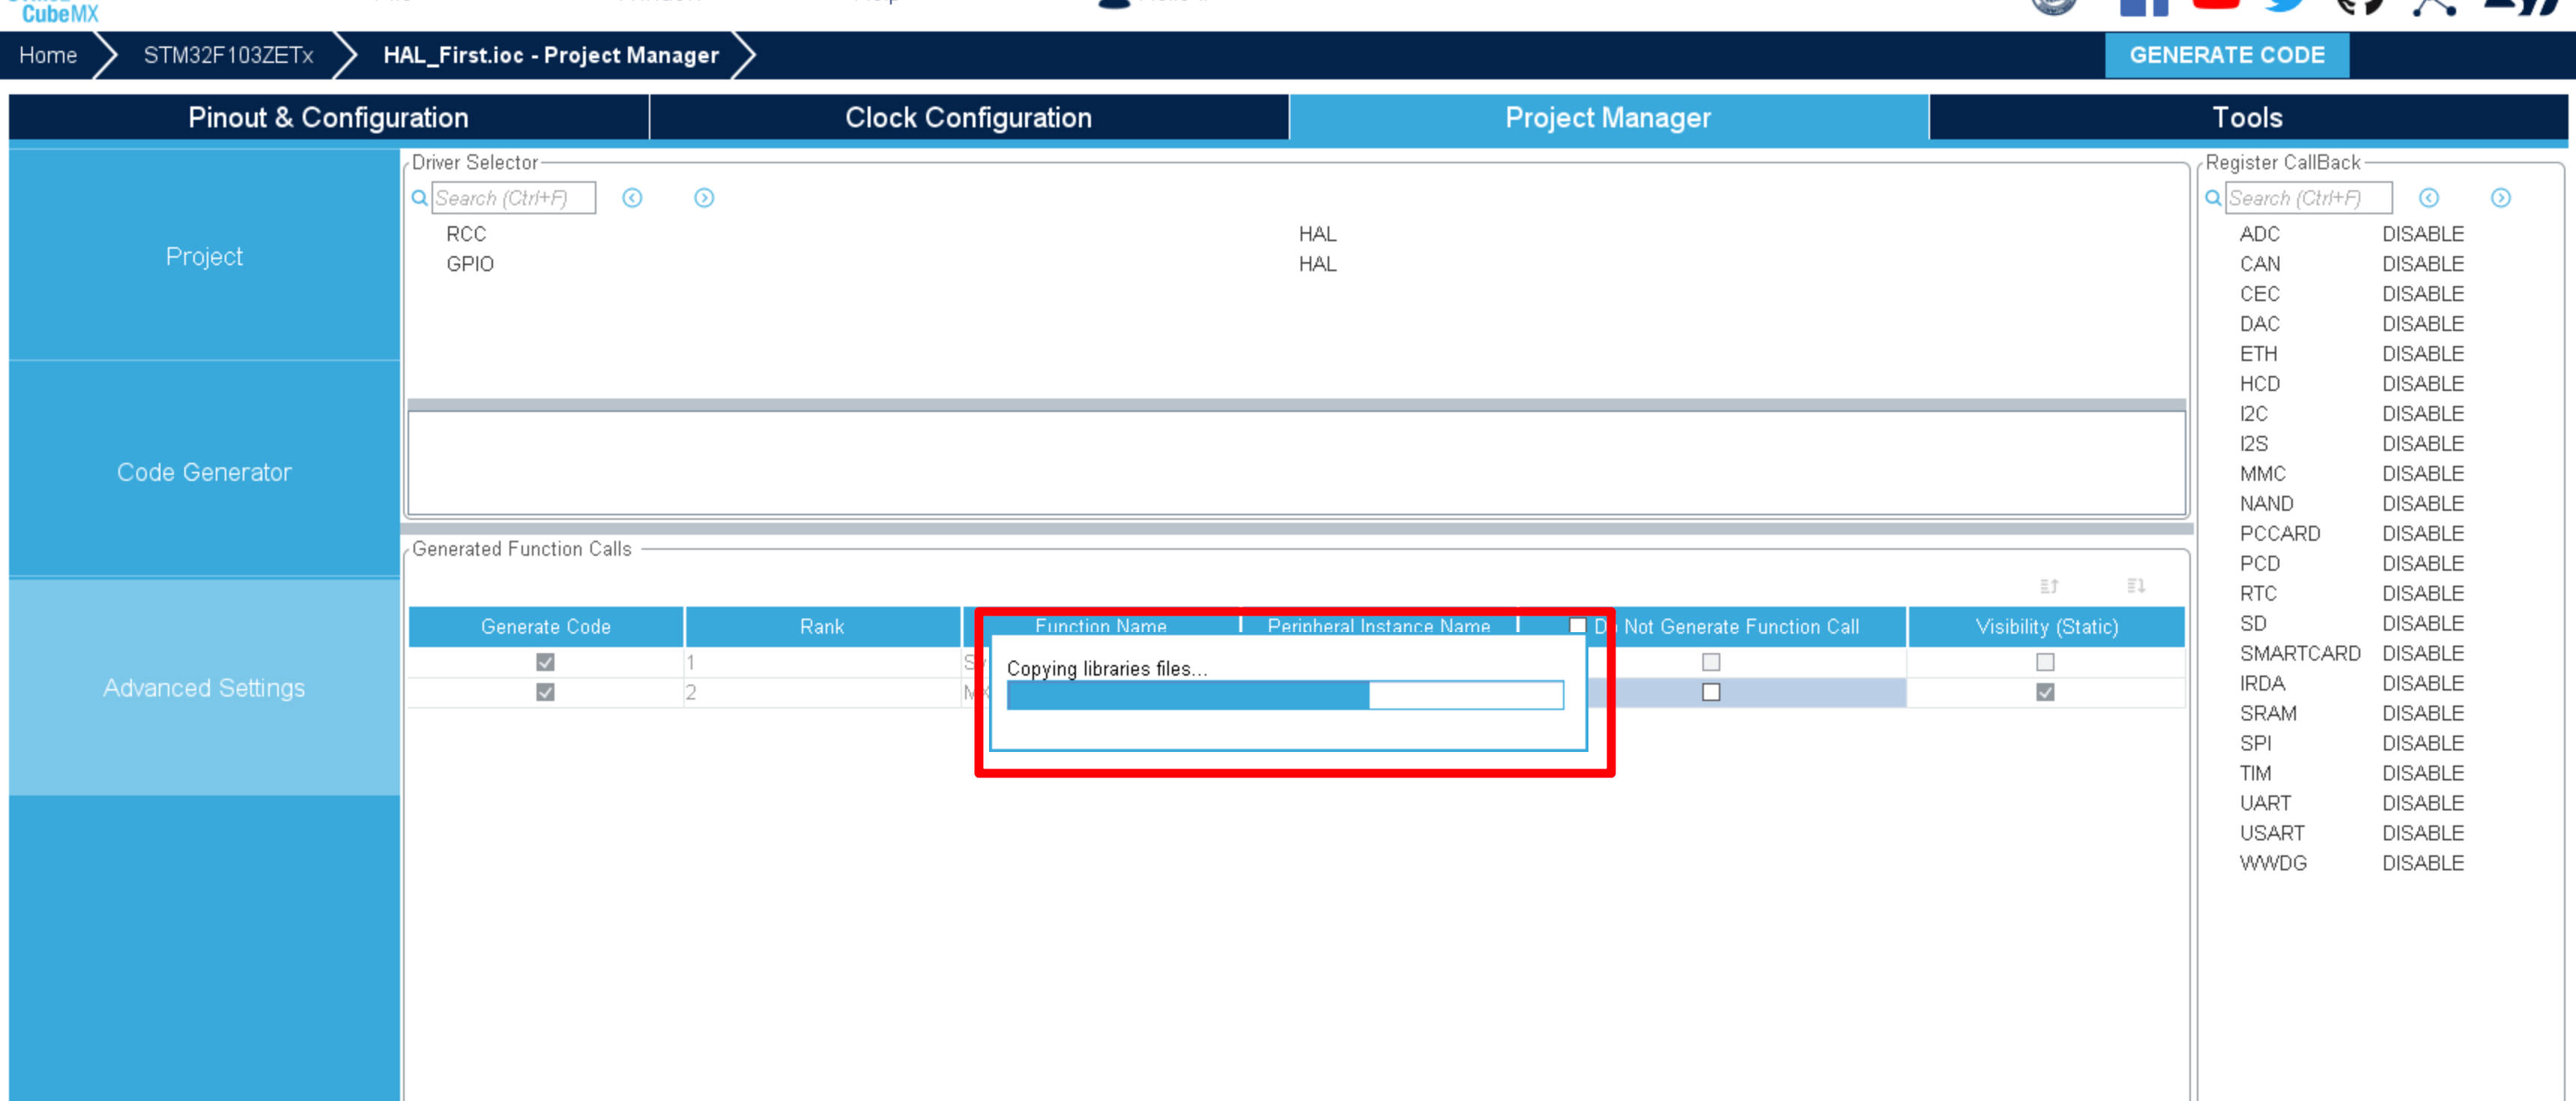 CubeMX
Home STM32F103ZETx HAL_First.ioc - Project Manager GENERATE CODE
Pinout & Configuration Clock Configuration Project Manager Tools
Project
Code Generator
Advanced Settings
Driver Selector
Search (Ctrl+F)
RCC HAL
GPIO HAL
Generated Function Calls
Generate Code Rank Function Name Peripheral Instance Name Do Not Generate Function Call Visibility (Static)
1
2
Copying libraries files...
Register CallBack
Search (Ctrl+F)
ADC DISABLE
CAN DISABLE
CEC DISABLE
DAC DISABLE
ETH DISABLE
HCD DISABLE
I2C DISABLE
I2S DISABLE
MMC DISABLE
NAND DISABLE
PCCARD DISABLE
PCD DISABLE
RTC DISABLE
SD DISABLE
SMARTCARD DISABLE
IRDA DISABLE
SRAM DISABLE
SPI DISABLE
TIM DISABLE
UART DISABLE
USART DISABLE
WWDG DISABLE